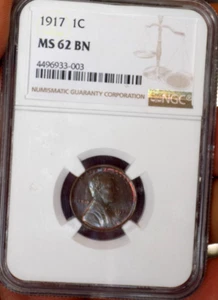 1917 1C
MS 62 BN
4496933-003
NUMISMATIC GUARANTY CORPORATION
NGC